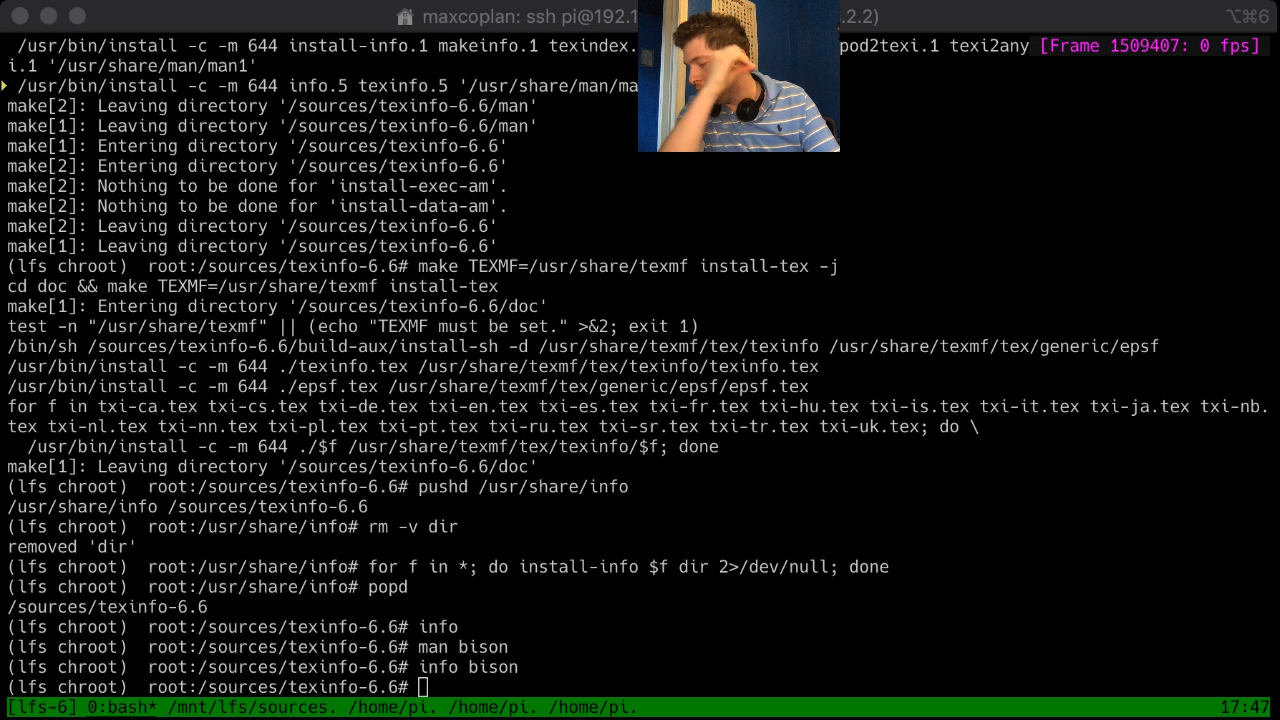 maxcoplan: ssh pi@192.1 2.2) ⌥⌘6
/usr/bin/install -c -m 644 install-info.1 makeinfo.1 texindex. pod2texi.1 texi2any [Frame 1509407: 0 fps]
i.1 '/usr/share/man/man1'
/usr/bin/install -c -m 644 info.5 texinfo.5 '/usr/share/man/ma
make[2]: Leaving directory '/sources/texinfo-6.6/man'
make[1]: Leaving directory '/sources/texinfo-6.6/man'
make[1]: Entering directory '/sources/texinfo-6.6'
make[2]: Entering directory '/sources/texinfo-6.6'
make[2]: Nothing to be done for 'install-exec-am'.
make[2]: Nothing to be done for 'install-data-am'.
make[2]: Leaving directory '/sources/texinfo-6.6'
make[1]: Leaving directory '/sources/texinfo-6.6'
(lfs chroot)  root:/sources/texinfo-6.6# make TEXMF=/usr/share/texmf install-tex -j
cd doc && make TEXMF=/usr/share/texmf install-tex
make[1]: Entering directory '/sources/texinfo-6.6/doc'
test -n "/usr/share/texmf" || (echo "TEXMF must be set." >&2; exit 1)
/bin/sh /sources/texinfo-6.6/build-aux/install-sh -d /usr/share/texmf/tex/texinfo /usr/share/texmf/tex/generic/epsf
/usr/bin/install -c -m 644 ./texinfo.tex /usr/share/texmf/tex/texinfo/texinfo.tex
/usr/bin/install -c -m 644 ./epsf.tex /usr/share/texmf/tex/generic/epsf/epsf.tex
for f in txi-ca.tex txi-cs.tex txi-de.tex txi-en.tex txi-es.tex txi-fr.tex txi-hu.tex txi-is.tex txi-it.tex txi-ja.tex txi-nb.
tex txi-nl.tex txi-nn.tex txi-pl.tex txi-pt.tex txi-ru.tex txi-sr.tex txi-tr.tex txi-uk.tex; do \
/usr/bin/install -c -m 644 ./$f /usr/share/texmf/tex/texinfo/$f; done
make[1]: Leaving directory '/sources/texinfo-6.6/doc'
(lfs chroot)  root:/sources/texinfo-6.6# pushd /usr/share/info
/usr/share/info /sources/texinfo-6.6
(lfs chroot)  root:/usr/share/info# rm -v dir
removed 'dir'
(lfs chroot)  root:/usr/share/info# for f in *; do install-info $f dir 2>/dev/null; done
(lfs chroot)  root:/usr/share/info# popd
/sources/texinfo-6.6
(lfs chroot)  root:/sources/texinfo-6.6# info
(lfs chroot)  root:/sources/texinfo-6.6# man bison
(lfs chroot)  root:/sources/texinfo-6.6# info bison
(lfs chroot)  root:/sources/texinfo-6.6#
[lfs-6] 0:bash* /mnt/lfs/sources. /home/pi. /home/pi. /home/pi. 17:47